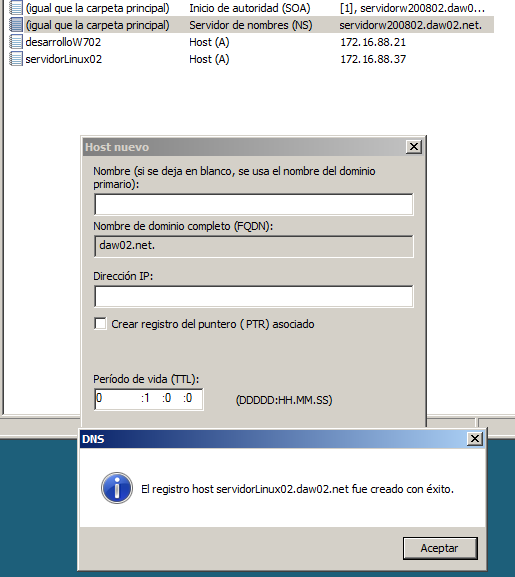 (igual que la carpeta principal) Inicio de autoridad (SOA) [1], servidorw200802.daw0...
(igual que la carpeta principal) Servidor de nombres (NS) servidorw200802.daw02.net.
desarrolloW702 Host (A) 172.16.88.21
servidorLinux02 Host (A) 172.16.88.37
Host nuevo
Nombre (si se deja en blanco, se usa el nombre del dominio
primario):
Nombre de dominio completo (FQDN):
daw02.net.
Dirección IP:
Crear registro del puntero ( PTR) asociado
Período de vida (TTL):
0 :1 :0 :0 (DDDDD:HH.MM.SS)
DNS
El registro host servidorLinux02.daw02.net fue creado con éxito.
Aceptar